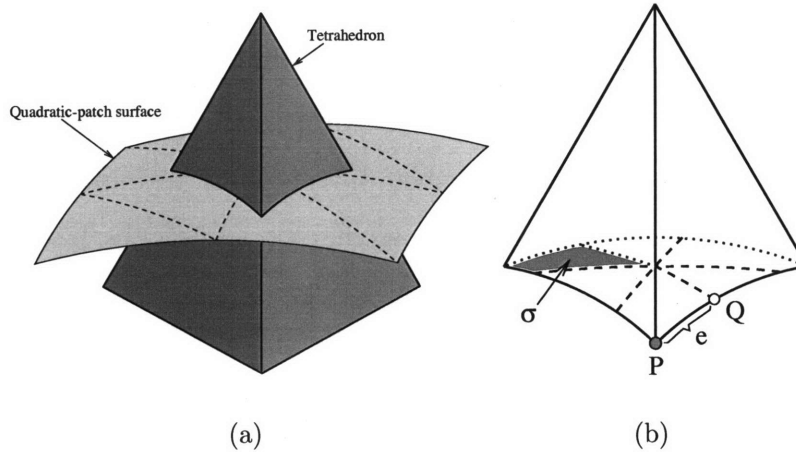 Tetrahedron
Quadratic-patch surface
σ
Q
e
P
(a)
(b)